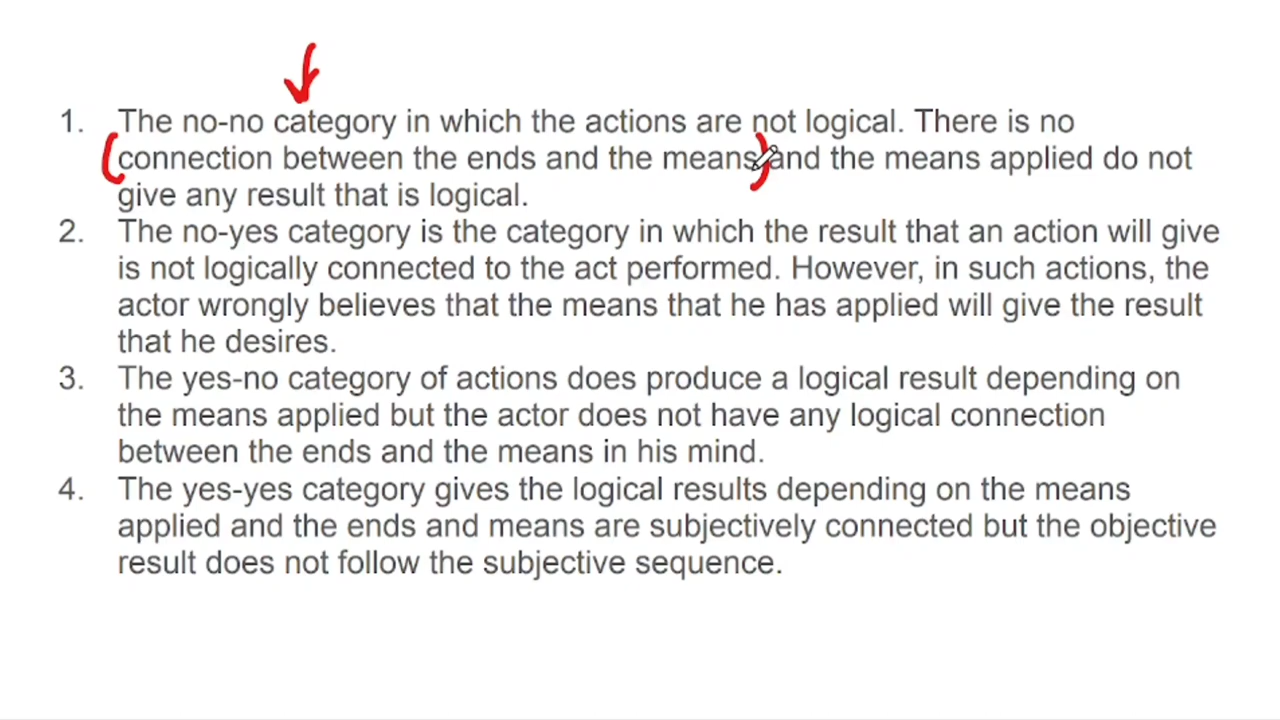 1. The no-no category in which the actions are not logical. There is no
connection between the ends and the means and the means applied do not
give any result that is logical.
2. The no-yes category is the category in which the result that an action will give
is not logically connected to the act performed. However, in such actions, the
actor wrongly believes that the means that he has applied will give the result
that he desires.
3. The yes-no category of actions does produce a logical result depending on
the means applied but the actor does not have any logical connection
between the ends and the means in his mind.
4. The yes-yes category gives the logical results depending on the means
applied and the ends and means are subjectively connected but the objective
result does not follow the subjective sequence.